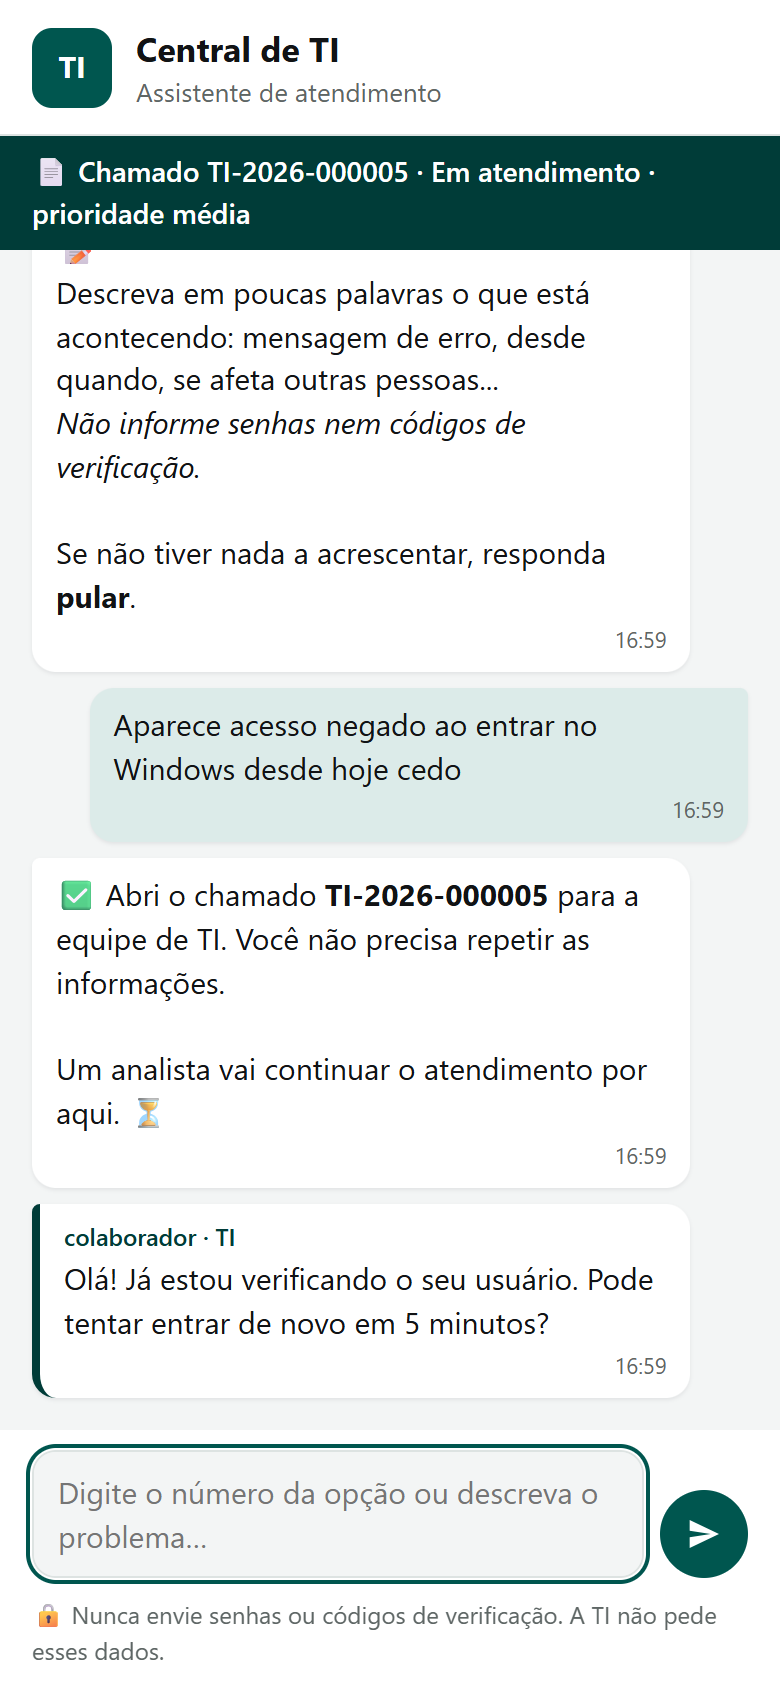 TI
Central de TI
Assistente de atendimento
Chamado TI-2026-000005 · Em atendimento ·
prioridade média
Descreva em poucas palavras o que está
acontecendo: mensagem de erro, desde
quando, se afeta outras pessoas...
Não informe senhas nem códigos de
verificação.
Se não tiver nada a acrescentar, responda
pular.
16:59
Aparece acesso negado ao entrar no
Windows desde hoje cedo
16:59
✅ Abri o chamado TI-2026-000005 para a
equipe de TI. Você não precisa repetir as
informações.
Um analista vai continuar o atendimento por
aqui. ⏳
16:59
colaborador · TI
Olá! Já estou verificando o seu usuário. Pode
tentar entrar de novo em 5 minutos?
16:59
Digite o número da opção ou descreva o
problema...
Nunca envie senhas ou códigos de verificação. A TI não pede
esses dados.